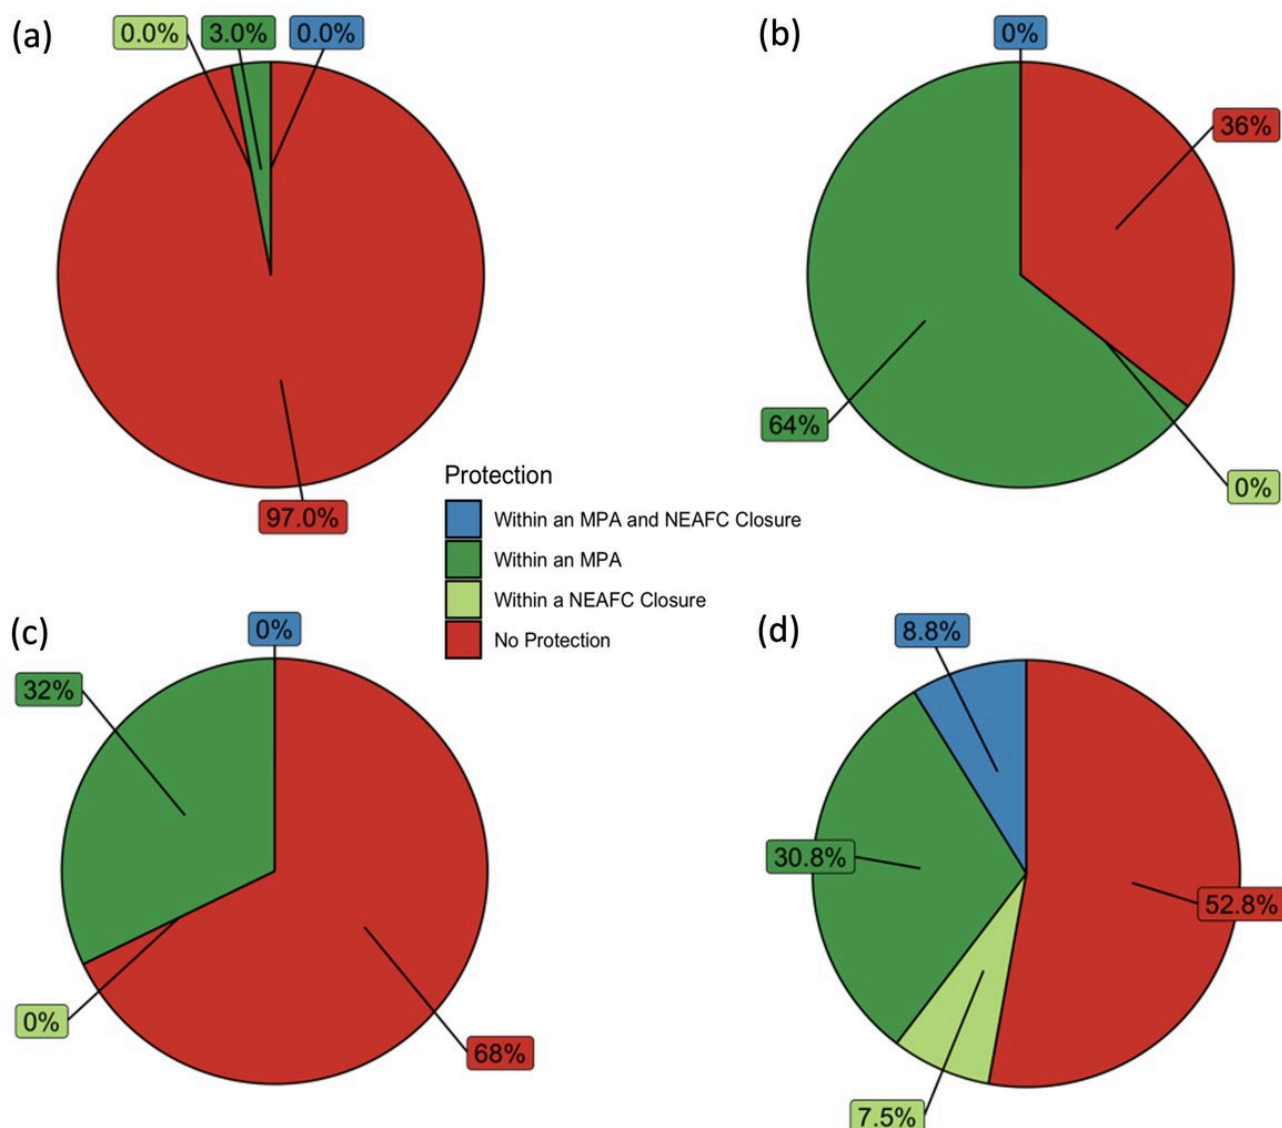 (a)
0.0%
3.0%
0.0%
97.0%
(b)
0%
36%
64%
0%
Protection
Within an MPA and NEAFC Closure
Within an MPA
Within a NEAFC Closure
No Protection
(c)
0%
32%
0%
68%
(d)
8.8%
30.8%
52.8%
7.5%